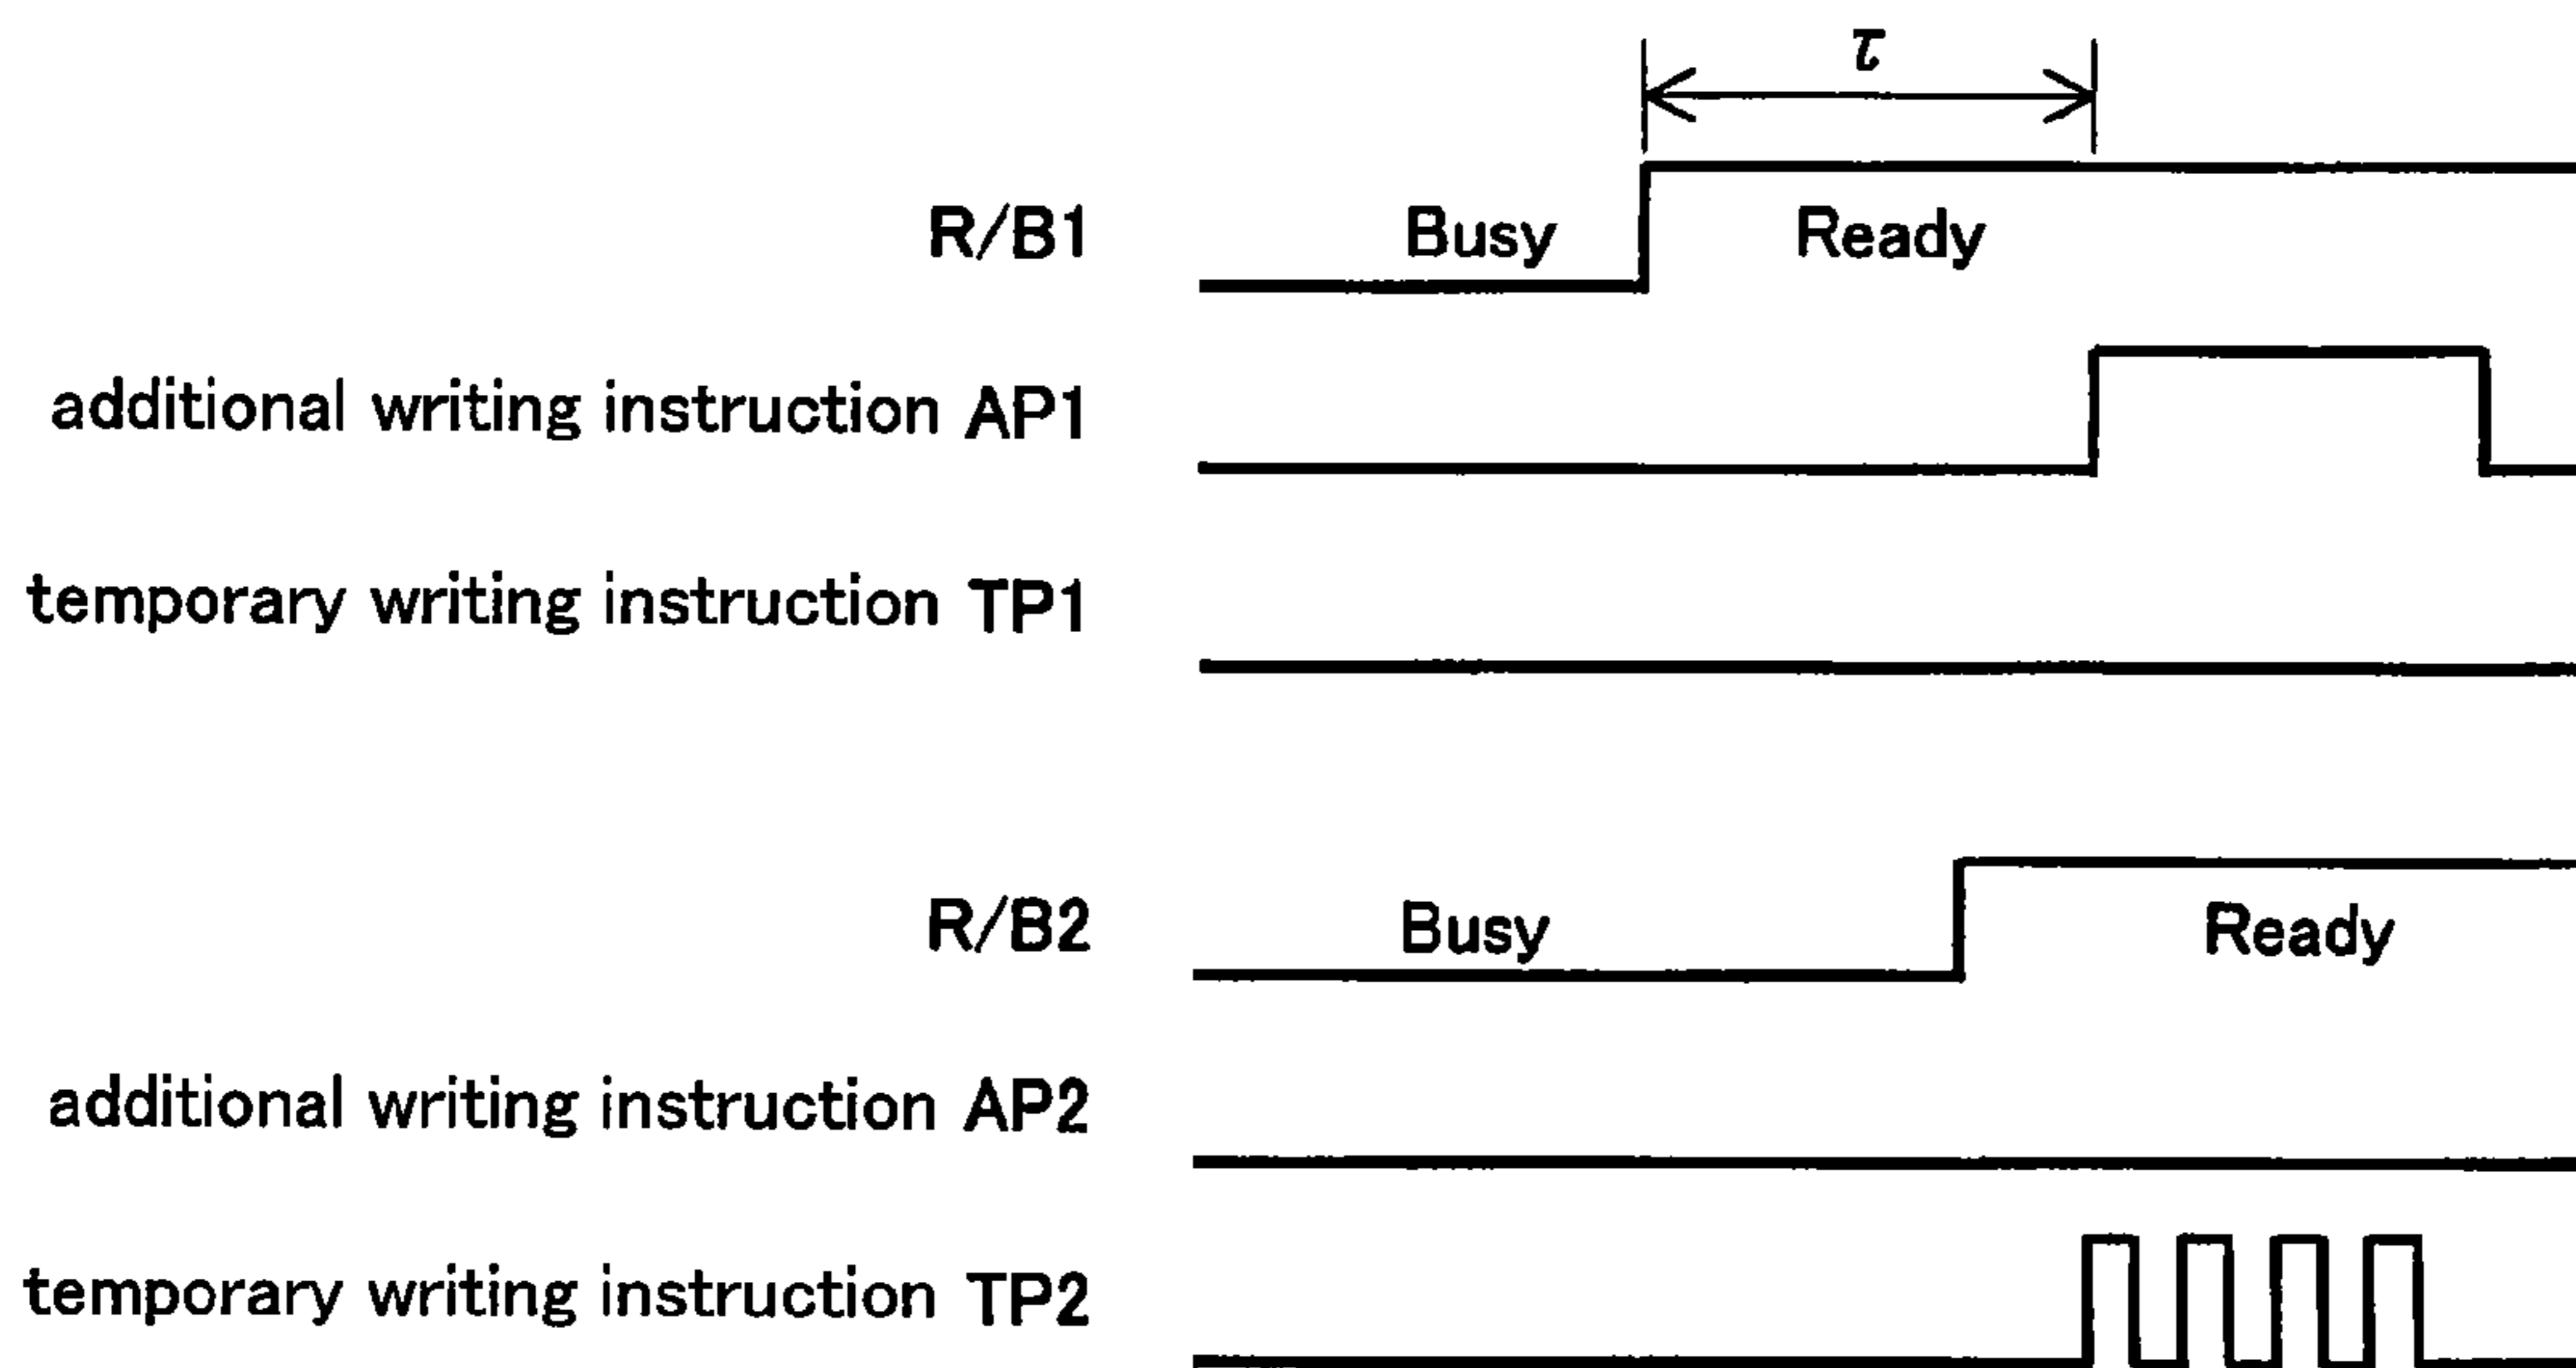 τ
R/B1 Busy Ready
additional writing instruction AP1
temporary writing instruction TP1
R/B2 Busy Ready
additional writing instruction AP2
temporary writing instruction TP2